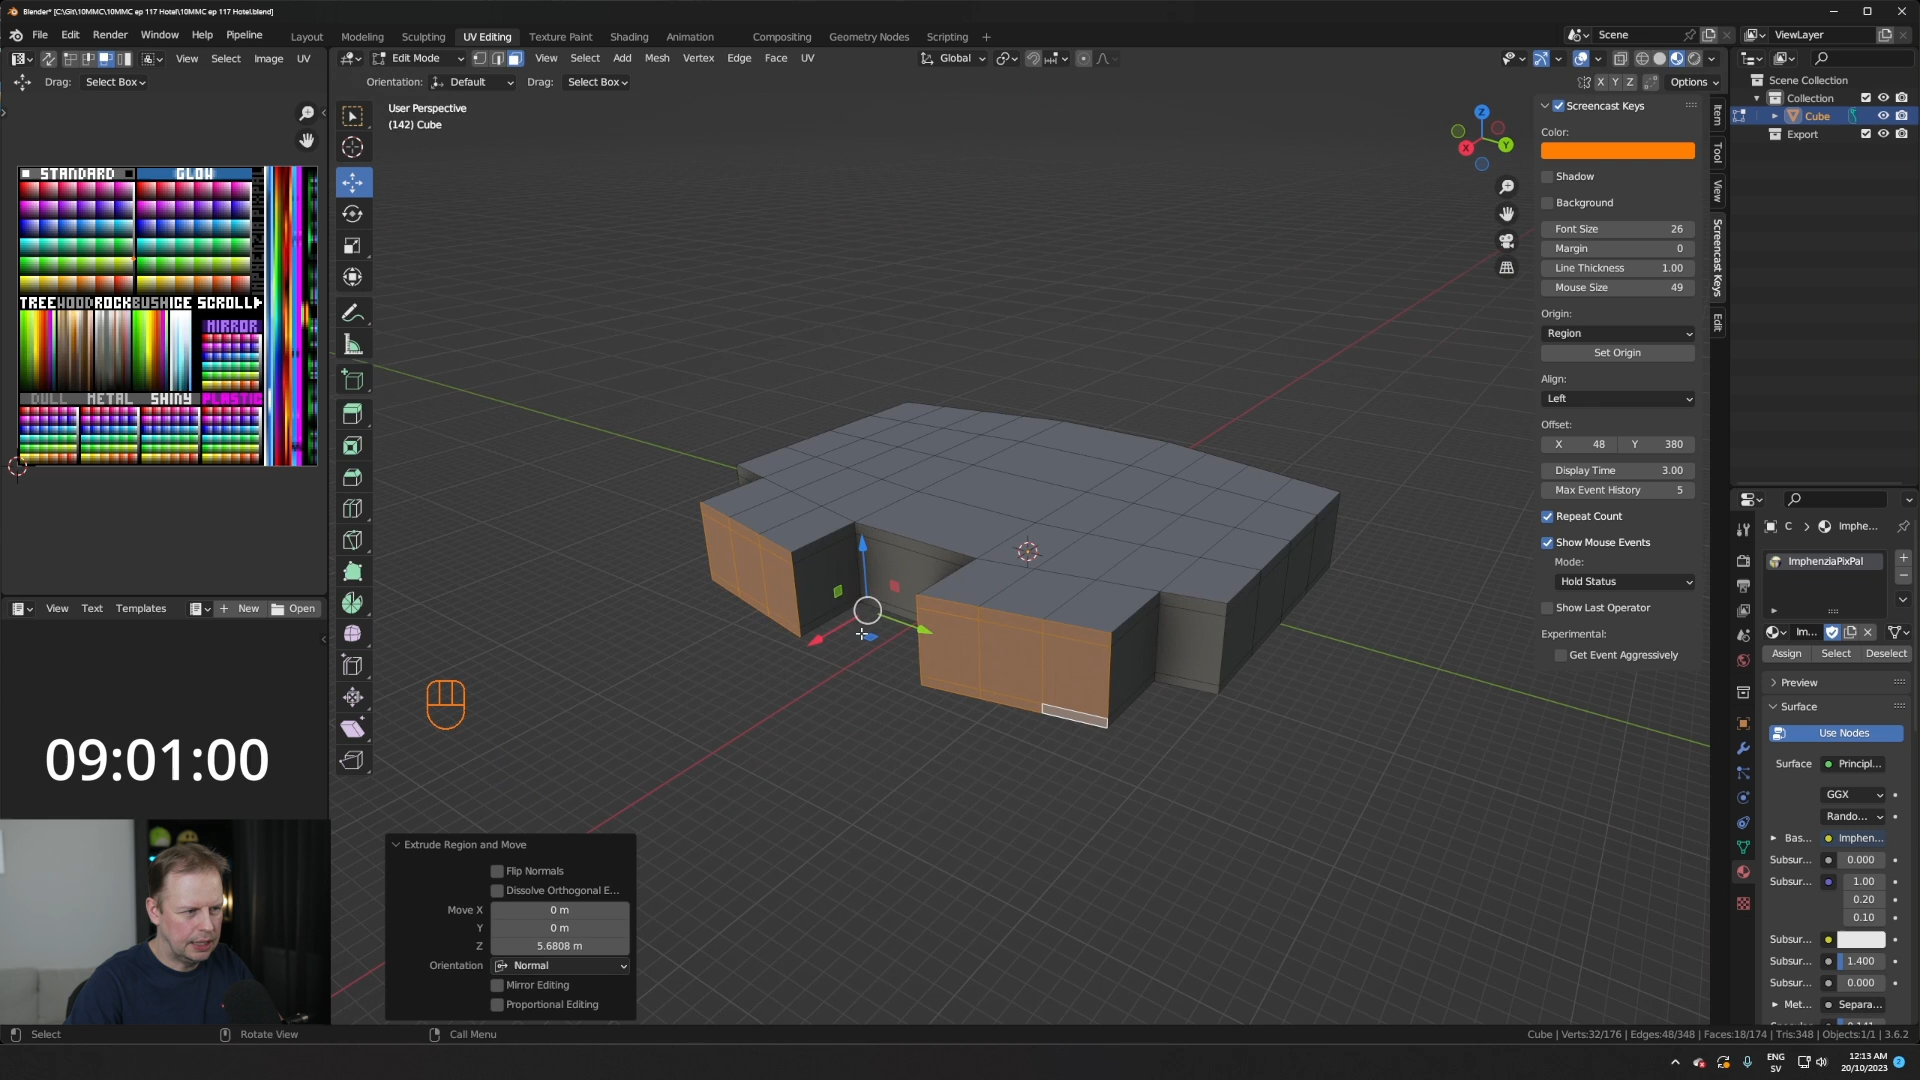 Blender* [C:\Git\10MMC\10MMC ep 117 Hotel\10MMC ep 117 Hotel.blend]
File Edit Render Window Help Pipeline
Layout Modeling Sculpting UV Editing Texture Paint Shading Animation Compositing Geometry Nodes Scripting +
Scene ViewLayer
View Select Image UV
Edit Mode View Select Add Mesh Vertex Edge Face UV
Global
Drag: Select Box
Orientation: Default Drag: Select Box
X Y Z Options
User Perspective
(142) Cube
STANDARD GLOW
TREE WOOD ROCK BUSH ICE SCROLL
MIRROR
DULL METAL SHINY PLASTIC
View Text Templates + New Open
09:01:00
Z
X Y
Screencast Keys
Color:
Shadow
Background
Font Size 26
Margin 0
Line Thickness 1.00
Mouse Size 49
Origin:
Region
Set Origin
Align:
Left
Offset:
X 48 Y 380
Display Time 3.00
Max Event History 5
Repeat Count
Show Mouse Events
Mode:
Hold Status
Show Last Operator
Experimental:
Get Event Aggressively
Item
Tool
View
Screencast Keys
Edit
Scene Collection
Collection
Cube
Export
C > Imphe...
ImphenziaPixPal
Im...
Assign Select Deselect
Preview
Surface
Use Nodes
Surface Principl...
GGX
Rando...
Bas... Imphen...
Subsur... 0.000
Subsur... 1.00
0.20
0.10
Subsur...
Subsur... 1.400
Subsur... 0.000
Met... Separa...
Extrude Region and Move
Flip Normals
Dissolve Orthogonal E...
Move X 0 m
Y 0 m
Z 5.6808 m
Orientation Normal
Mirror Editing
Proportional Editing
Select Rotate View Call Menu
Cube | Verts:32/176 | Edges:48/348 | Faces:18/174 | Tris:348 | Objects:1/1 | 3.6.2
ENG
SV
12:13 AM
20/10/2023
2